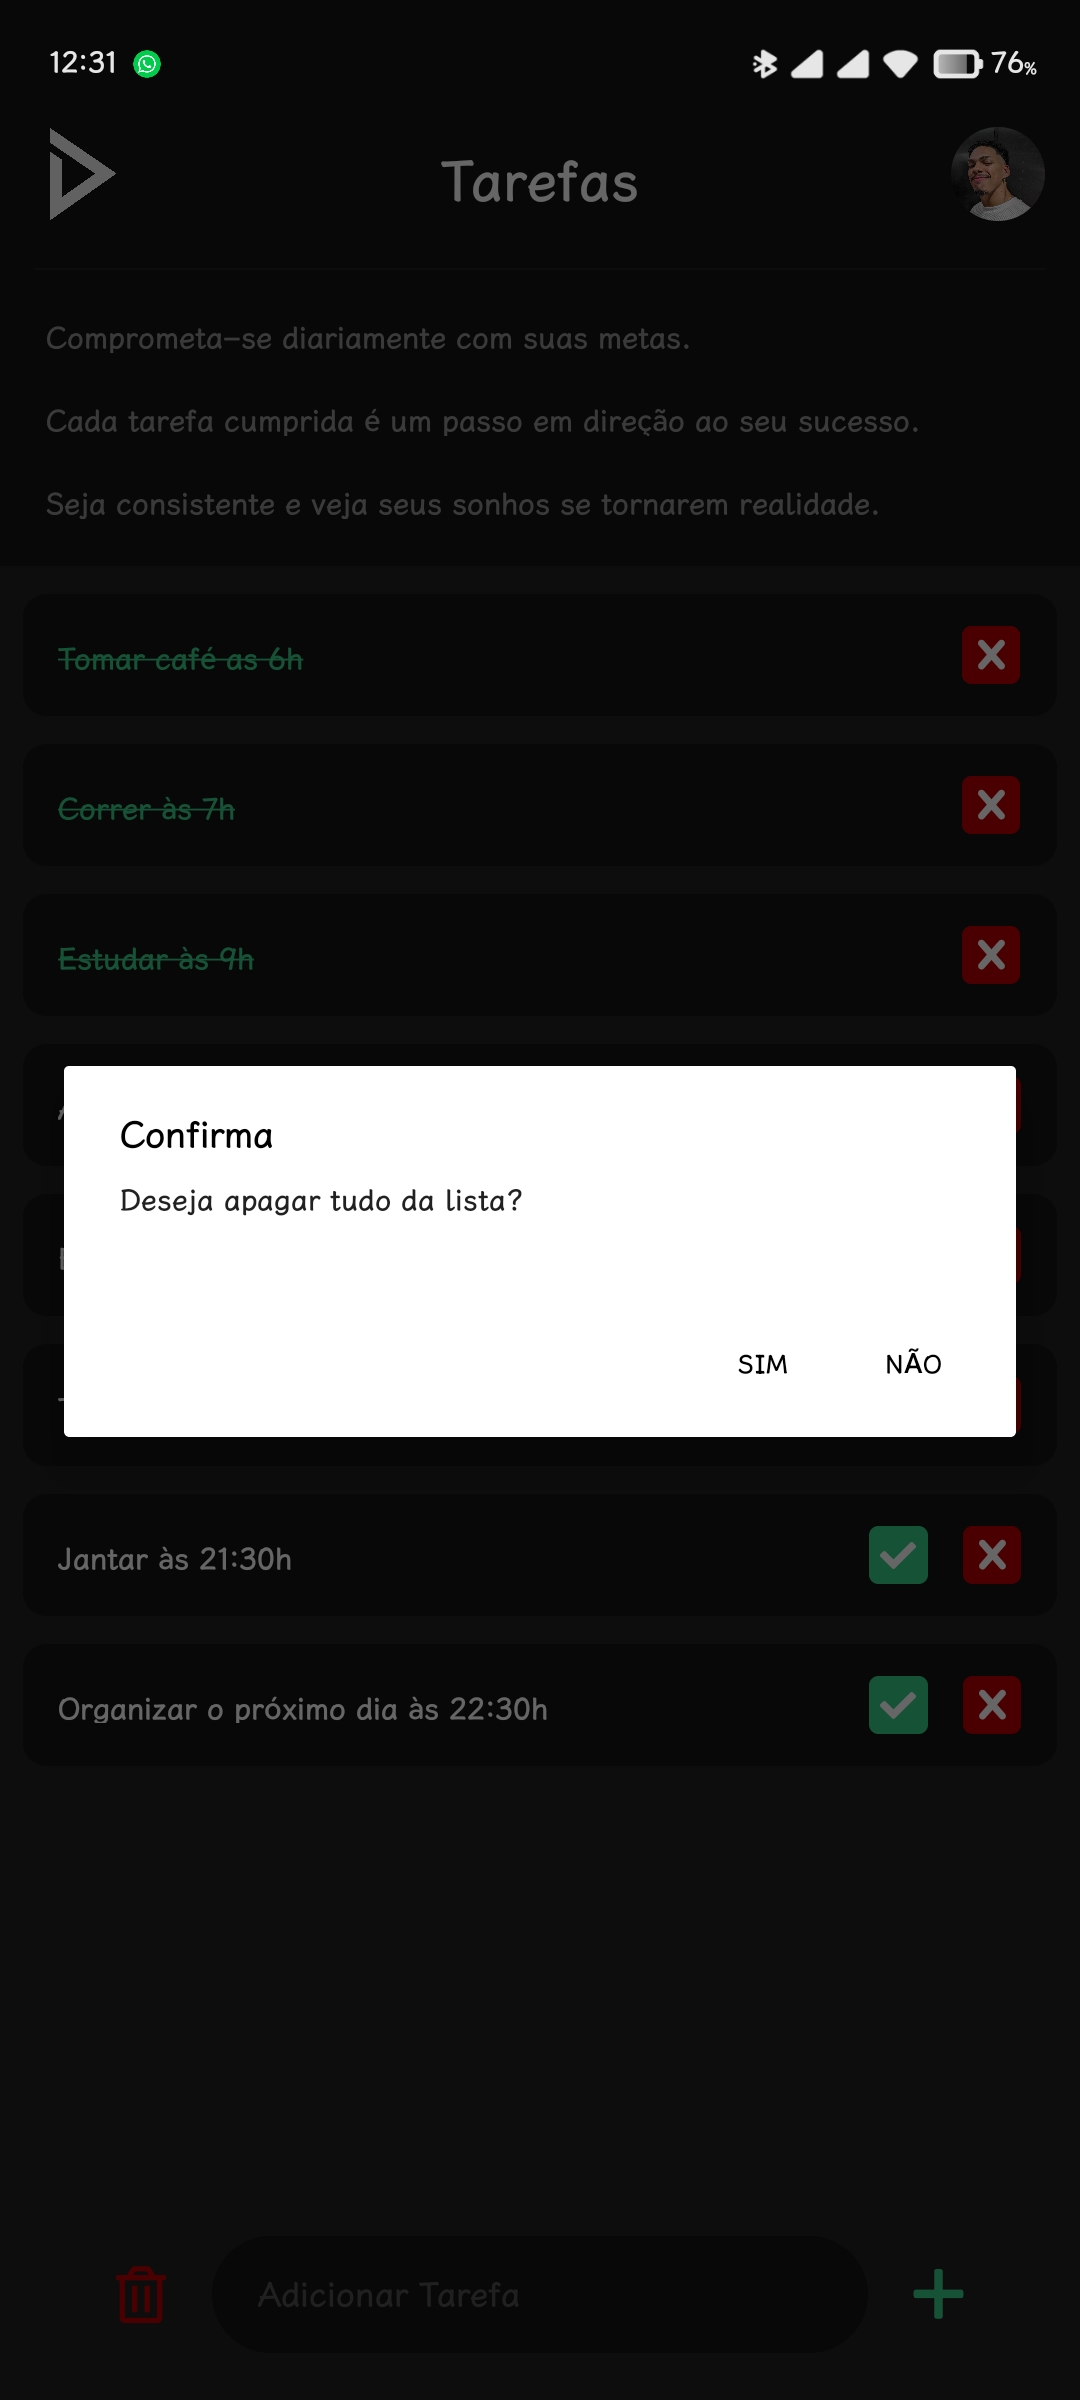 12:31
76%
Tarefas
Comprometa-se diariamente com suas metas.
Cada tarefa cumprida é um passo em direção ao seu sucesso.
Seja consistente e veja seus sonhos se tornarem realidade.
Tomar café as 6h
Correr às 7h
Estudar às 9h
Confirma
Deseja apagar tudo da lista?
SIM
NÃO
Jantar às 21:30h
Organizar o próximo dia às 22:30h
Adicionar Tarefa